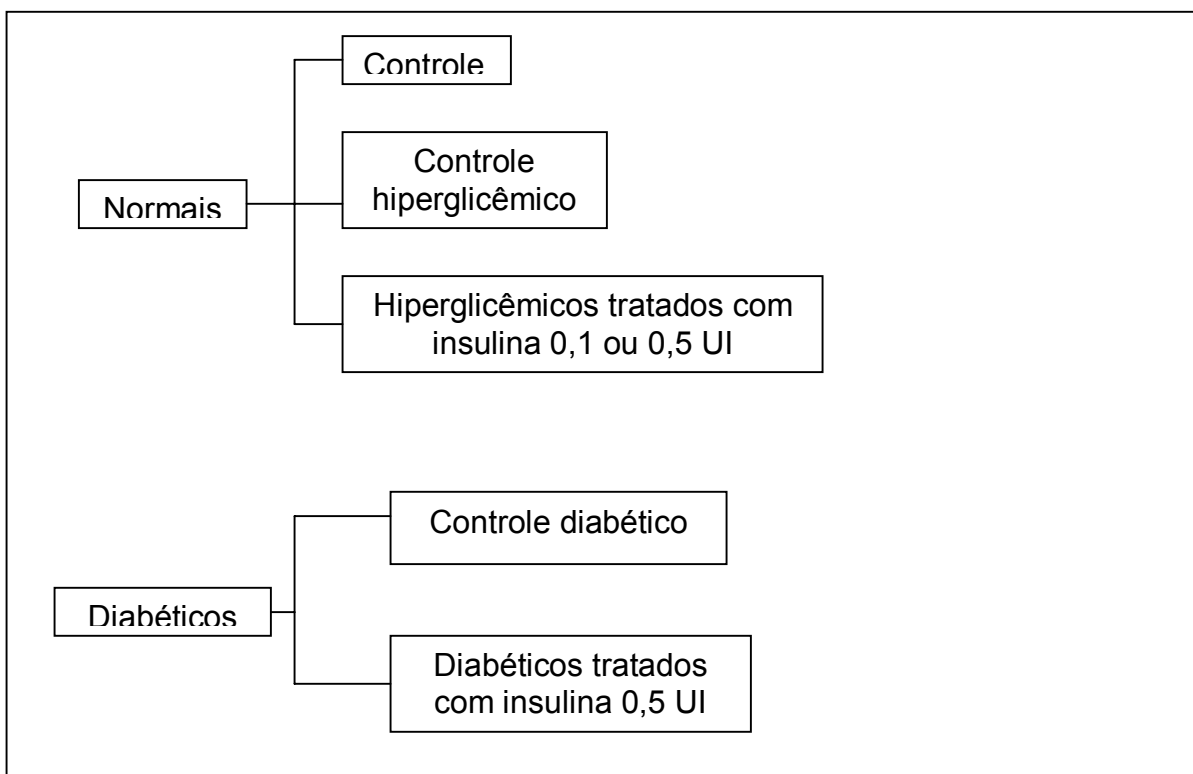 Controle
Controle
hiperglicêmico
Normais
Hiperglicêmicos tratados com
insulina 0,1 ou 0,5 UI
Controle diabético
Diabéticos
Diabéticos tratados
com insulina 0,5 UI